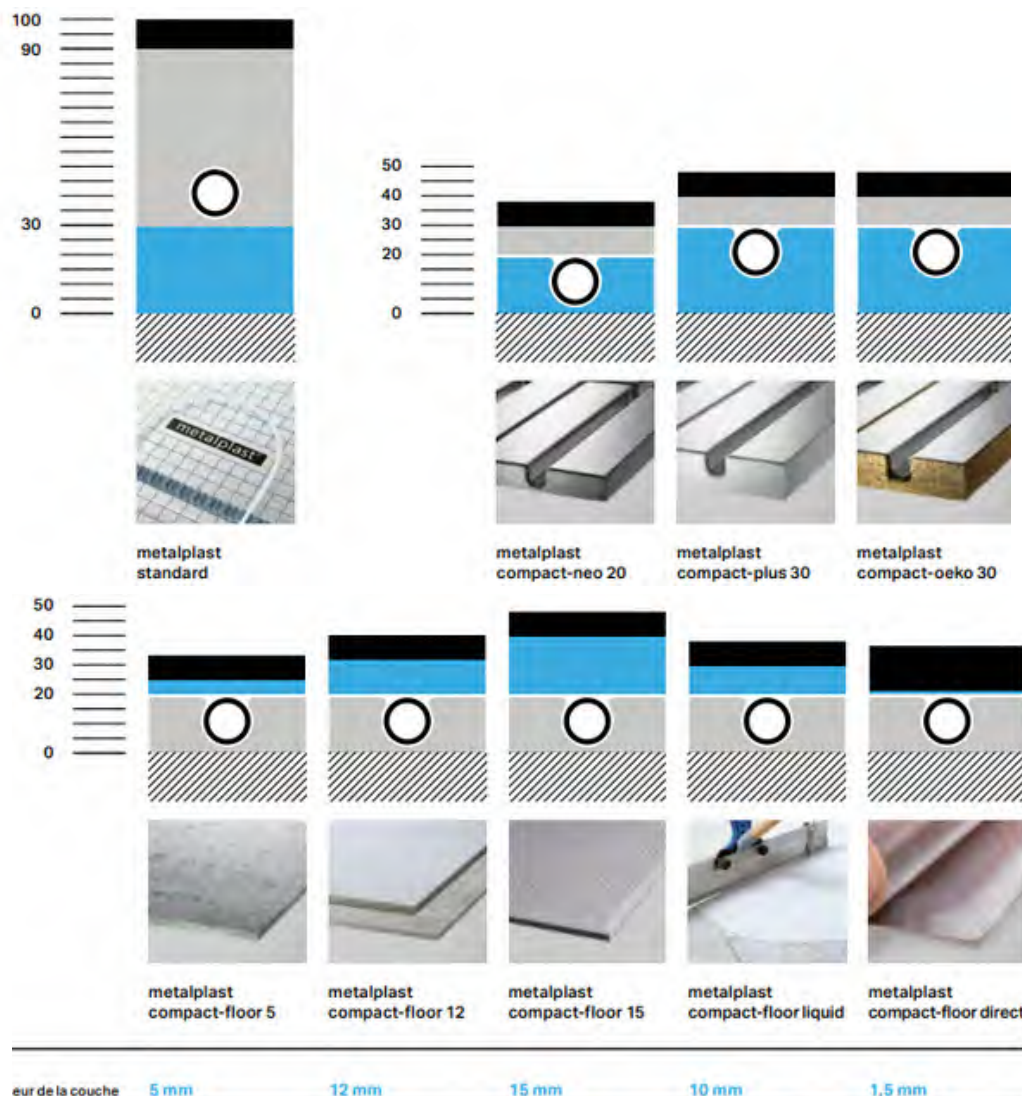 100
90
30
0
50
40
30
20
0
metalplast
metalplast
standard
metalplast
compact-neo 20
metalplast
compact-plus 30
metalplast
compact-oeko 30
50
40
30
20
0
metalplast
compact-floor 5
metalplast
compact-floor 12
metalplast
compact-floor 15
metalplast
compact-floor liquid
metalplast
compact-floor direct
eur de la couche 5 mm 12 mm 15 mm 10 mm 1.5 mm